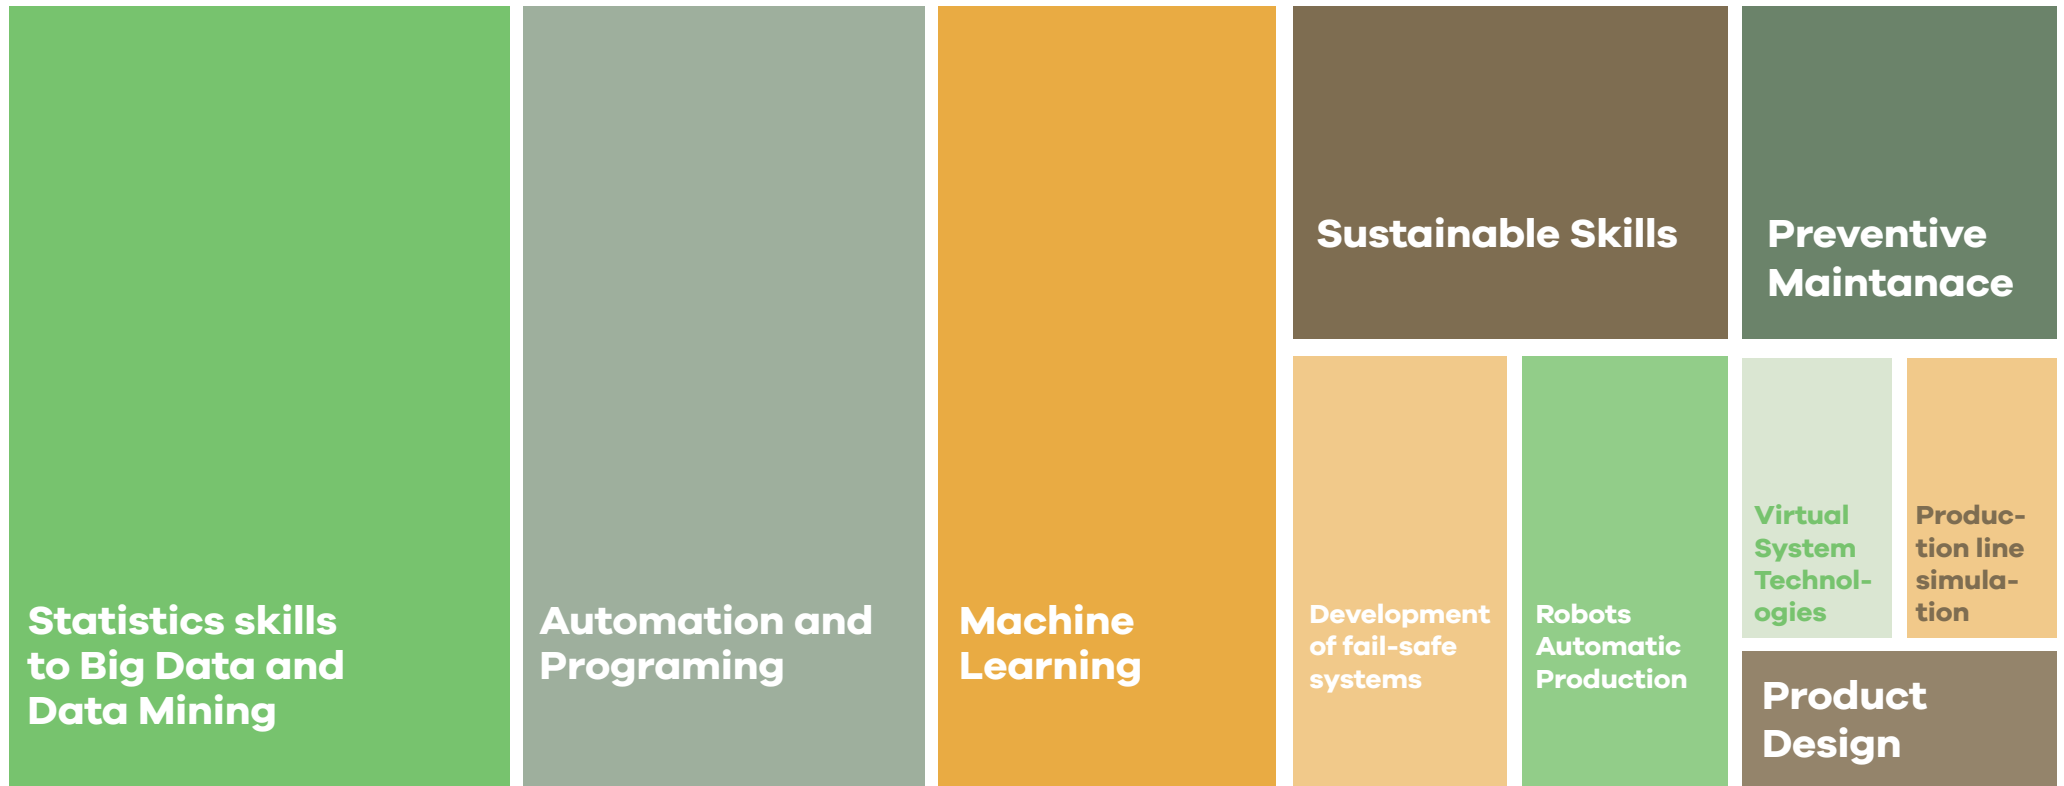 Statistics skills
to Big Data and
Data Mining
Automation and
Programing
Machine
Learning
Sustainable Skills
Preventive
Maintanace
Development
of fail-safe
systems
Robots
Automatic
Production
Virtual
System
Technol-
ogies
Produc-
tion line
simula-
tion
Product
Design